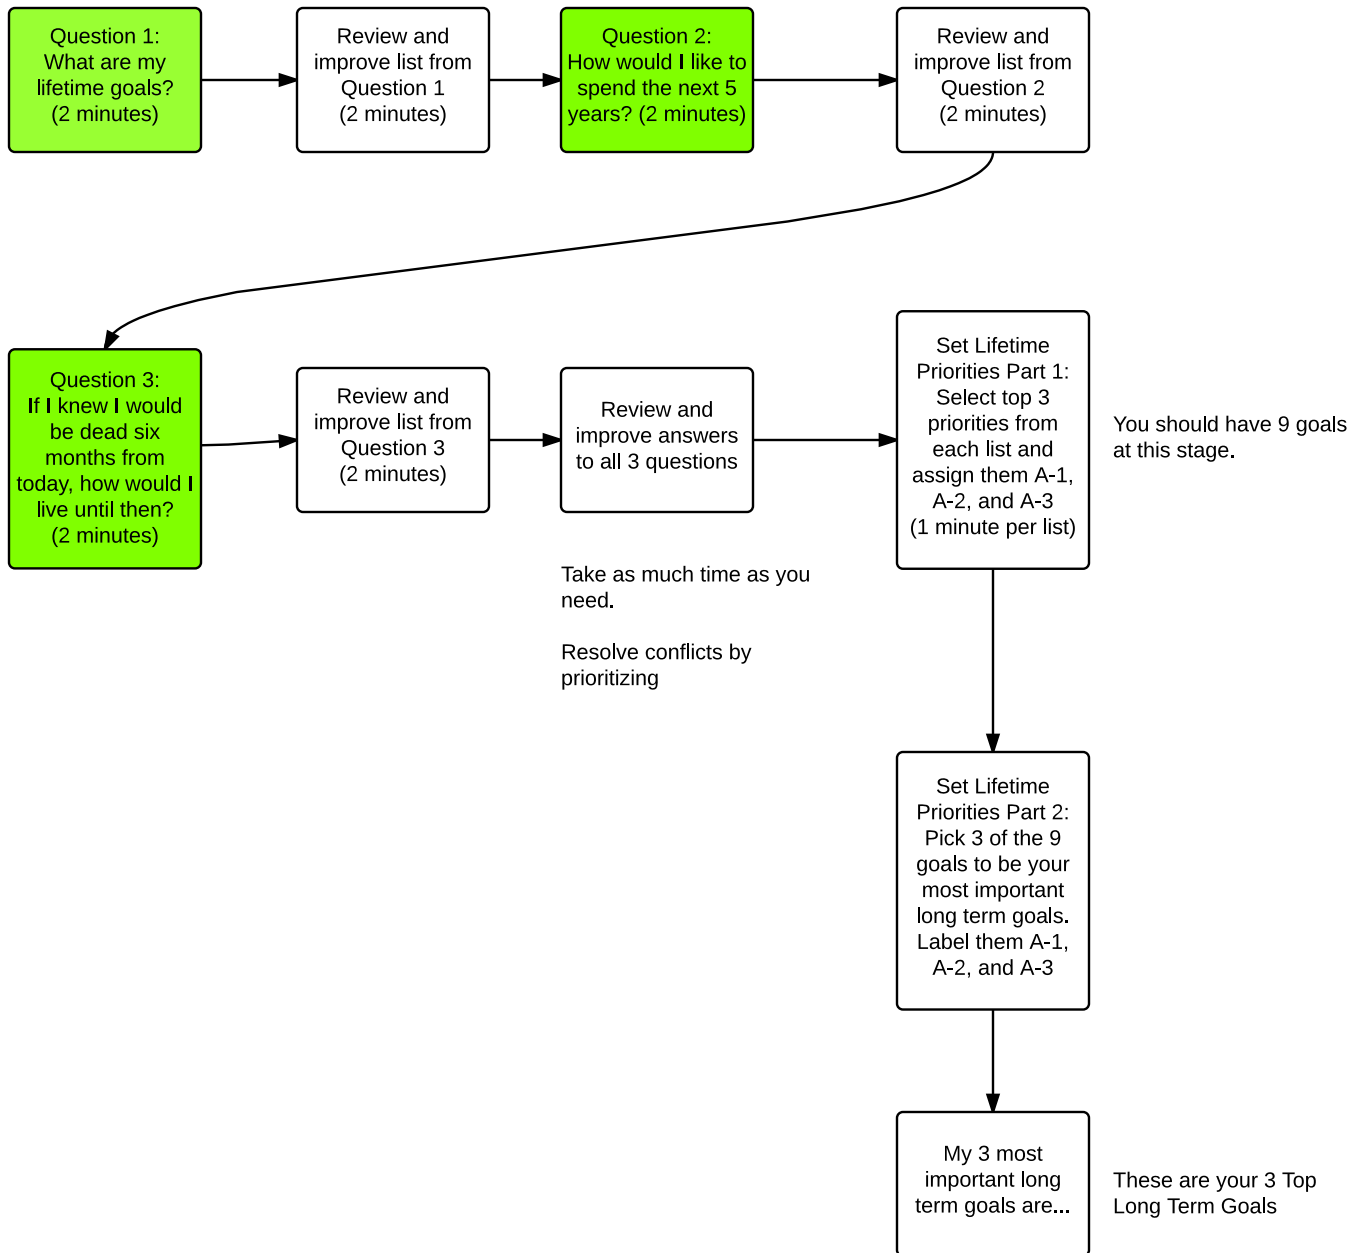 Question 1:
What are my
lifetime goals?
(2 minutes)
Review and
improve list from
Question 1
(2 minutes)
Question 2:
How would I like to
spend the next 5
years? (2 minutes)
Review and
improve list from
Question 2
(2 minutes)
Question 3:
If I knew I would
be dead six
months from
today, how would I
live until then?
(2 minutes)
Review and
improve list from
Question 3
(2 minutes)
Review and
improve answers
to all 3 questions
Take as much time as you
need.
Resolve conflicts by
prioritizing
Set Lifetime
Priorities Part 1:
Select top 3
priorities from
each list and
assign them A-1,
A-2, and A-3
(1 minute per list)
You should have 9 goals
at this stage.
Set Lifetime
Priorities Part 2:
Pick 3 of the 9
goals to be your
most important
long term goals.
Label them A-1,
A-2, and A-3
My 3 most
important long
term goals are...
These are your 3 Top
Long Term Goals